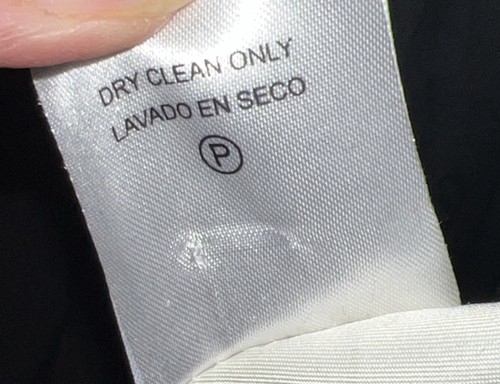 DRY CLEAN ONLY
LAVADO EN SECO
P